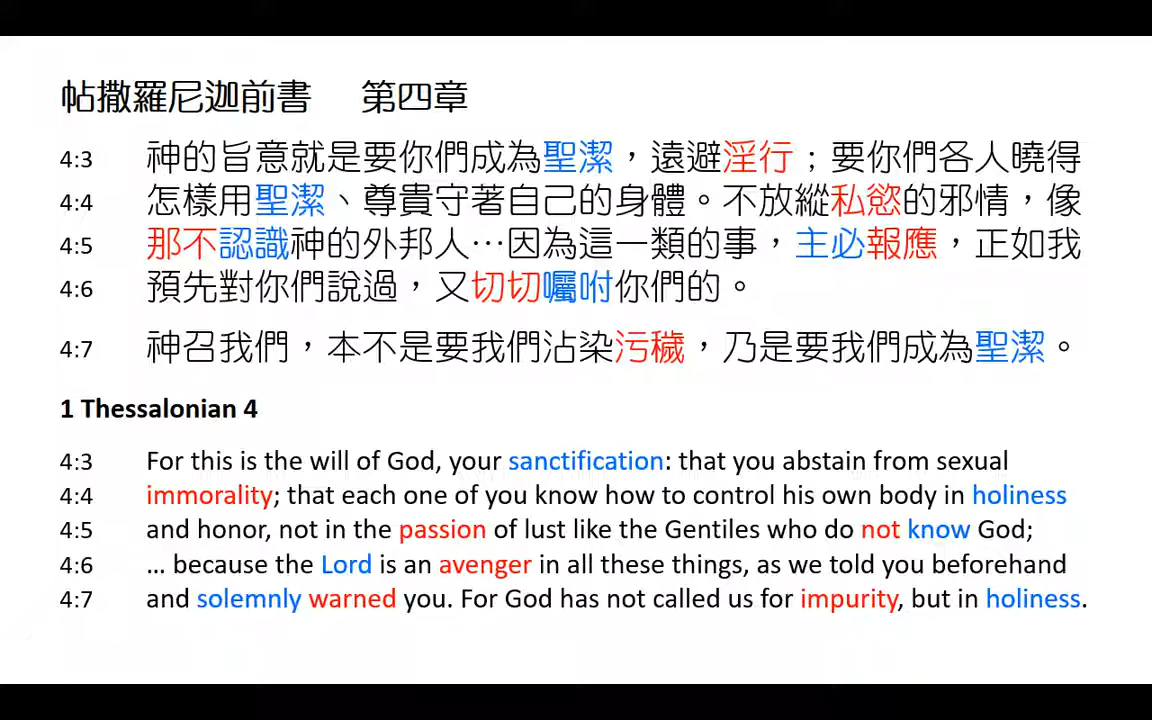 帖撒羅尼迦前書 第四章
4:3 神的旨意就是要你們成為聖潔，遠避淫行；要你們各人曉得
4:4 怎樣用聖潔、尊貴守著自己的身體。不放縱私慾的邪情，像
4:5 那不認識神的外邦人…因為這一類的事，主必報應，正如我
4:6 預先對你們說過，又切切囑咐你們的。
4:7 神召我們，本不是要我們沾染污穢，乃是要我們成為聖潔。
1 Thessalonian 4
4:3 For this is the will of God, your sanctification: that you abstain from sexual
4:4 immorality; that each one of you know how to control his own body in holiness
4:5 and honor, not in the passion of lust like the Gentiles who do not know God;
4:6 … because the Lord is an avenger in all these things, as we told you beforehand
4:7 and solemnly warned you. For God has not called us for impurity, but in holiness.